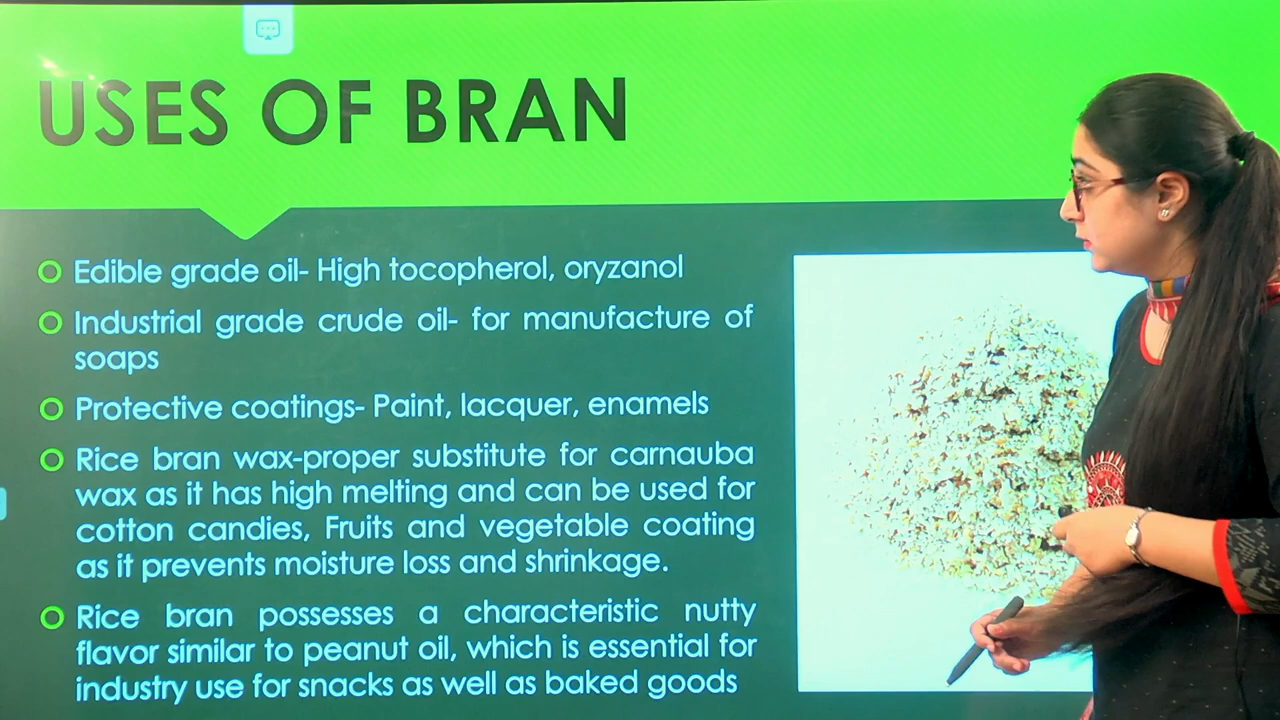 USES OF BRAN
Edible grade oil- High tocopherol, oryzanol
Industrial grade crude oil- for manufacture of
soaps
Protective coatings- Paint, lacquer, enamels
Rice bran wax-proper substitute for carnauba
wax as it has high melting and can be used for
cotton candies, Fruits and vegetable coating
as it prevents moisture loss and shrinkage.
Rice bran possesses a characteristic nutty
flavor similar to peanut oil, which is essential for
industry use for snacks as well as baked goods